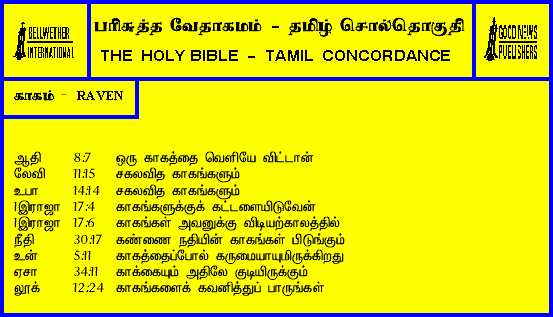 BELLWETHER
INTERNATIONAL
பரிசுத்த வேதாகமம் - தமிழ் சொல்தொகுதி
THE HOLY BIBLE - TAMIL CONCORDANCE
GOOD NEWS
PUBLISHERS
காகம் - RAVEN
ஆதி 8:7 ஒரு காகத்தை வெளியே விட்டான்
லேவி 11:15 சகலவித காகங்களும்
உபா 14:14 சகலவித காகங்களும்
1இராஜா 17:4 காகங்களுக்குக் கட்டளையிடுவேன்
1இராஜா 17:6 காகங்கள் அவனுக்கு விடியற்காலத்தில்
நீதி 30:17 கண்ணை நதியின் காகங்கள் பிடுங்கும்
உன் 5:11 காகத்தைப்போல் கருமையாயுமிருக்கிறது
ஏசா 34:11 காக்கையும் அதிலே குடியிருக்கும்
லூக் 12:24 காகங்களைக் கவனித்துப் பாருங்கள்